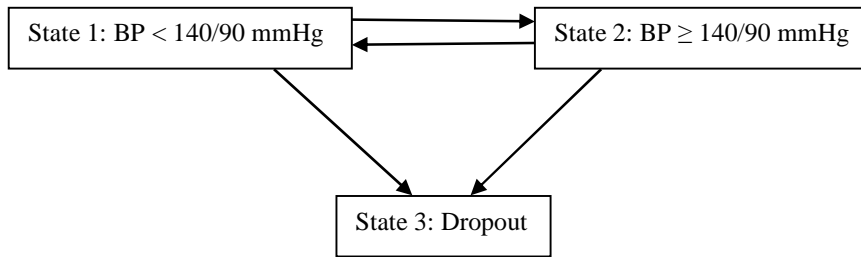 State 1: BP < 140/90 mmHg
State 2: BP ≥ 140/90 mmHg
State 3: Dropout